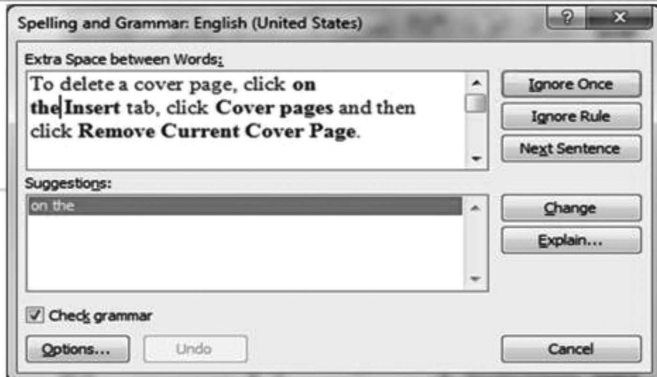 Spelling and Grammar: English (United States)
Extra Space between Words:
To delete a cover page, click on
the Insert tab, click Cover pages and then
click Remove Current Cover Page.
Ignore Once
Ignore Rule
Next Sentence
Suggestions:
on the
Change
Explain...
Check grammar
Options...
Undo
Cancel